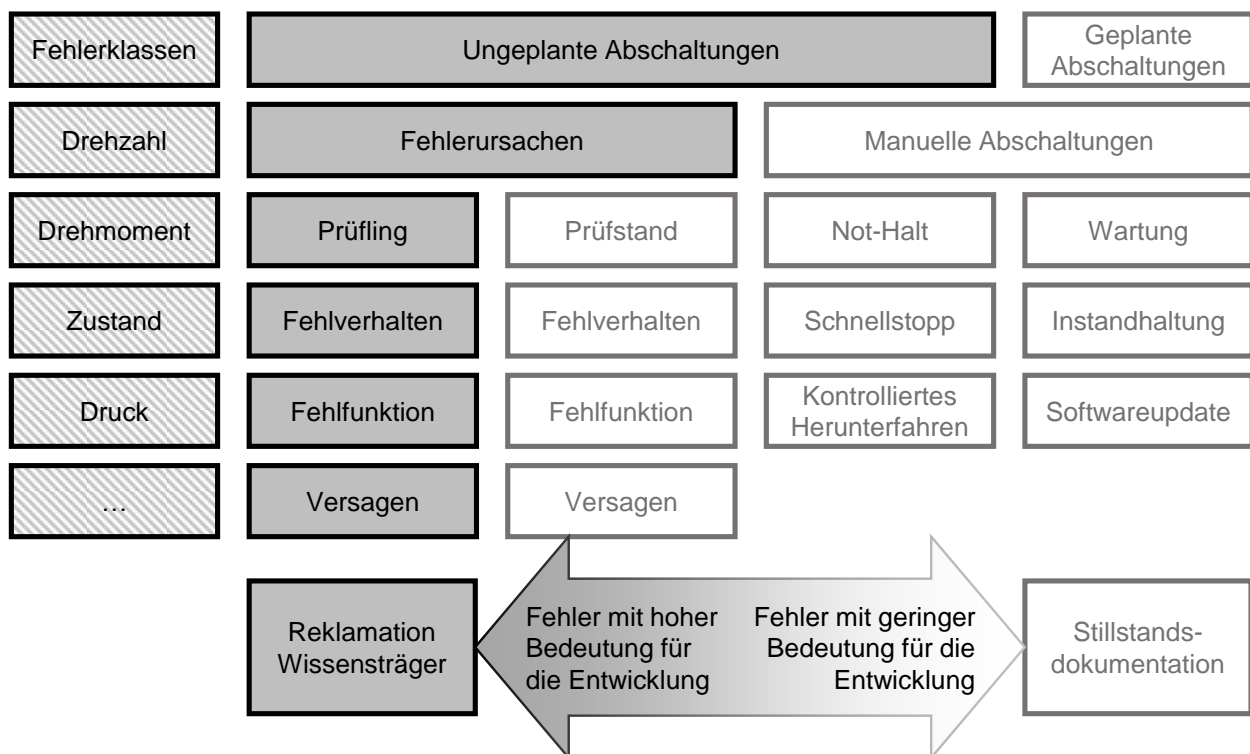 Fehlerklassen
Ungeplante Abschaltungen
Geplante
Abschaltungen
Drehzahl
Fehlerursachen
Manuelle Abschaltungen
Drehmoment
Prüfling
Prüfstand
Not-Halt
Wartung
Zustand
Fehlverhalten
Fehlverhalten
Schnellstopp
Instandhaltung
Druck
Fehlfunktion
Fehlfunktion
Kontrolliertes
Herunterfahren
Softwareupdate
…
Versagen
Versagen
Reklamation
Wissensträger
Fehler mit hoher
Bedeutung für
die Entwicklung
Fehler mit geringer
Bedeutung für die
Entwicklung
Stillstands-
dokumentation